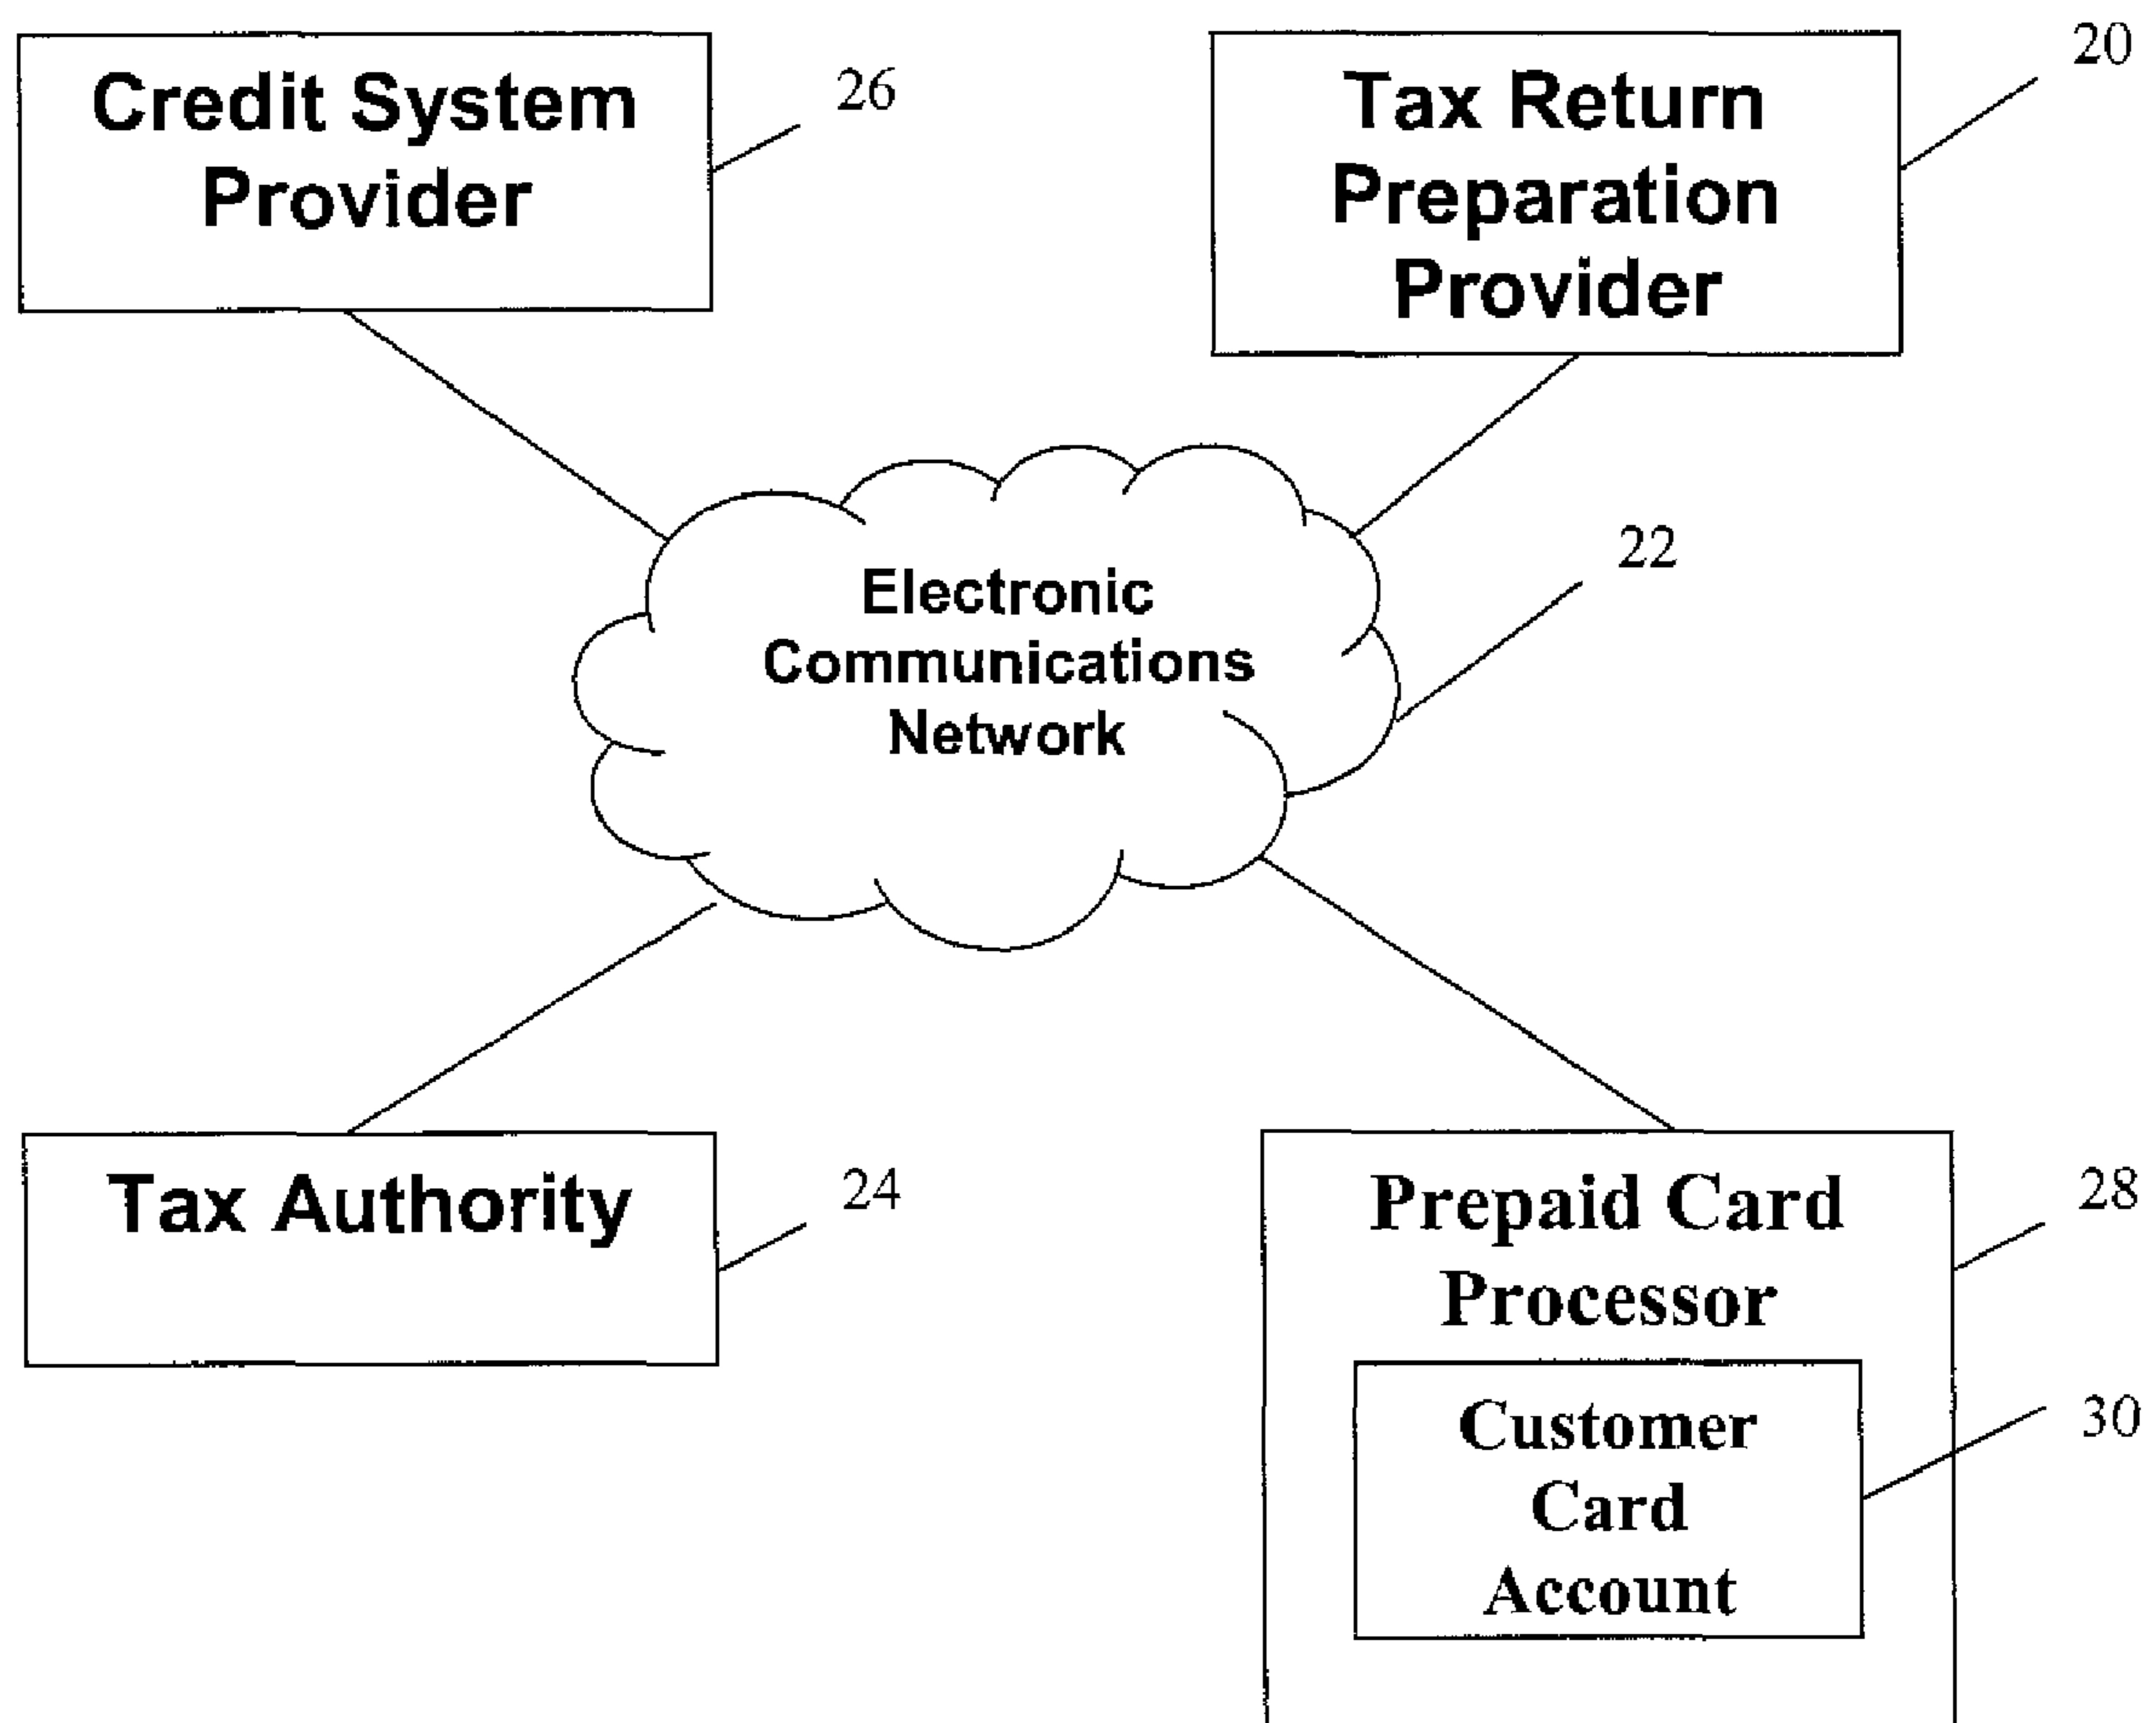 Credit System
Provider
26
Tax Return
Preparation
Provider
20
Electronic
Communications
Network
22
Tax Authority
24
Prepaid Card
Processor
28
Customer
Card
Account
30